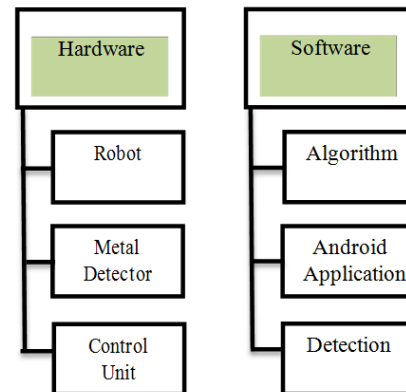 Hardware
Robot
Metal
Detector
Control
Unit
Software
Algorithm
Android
Application
Detection